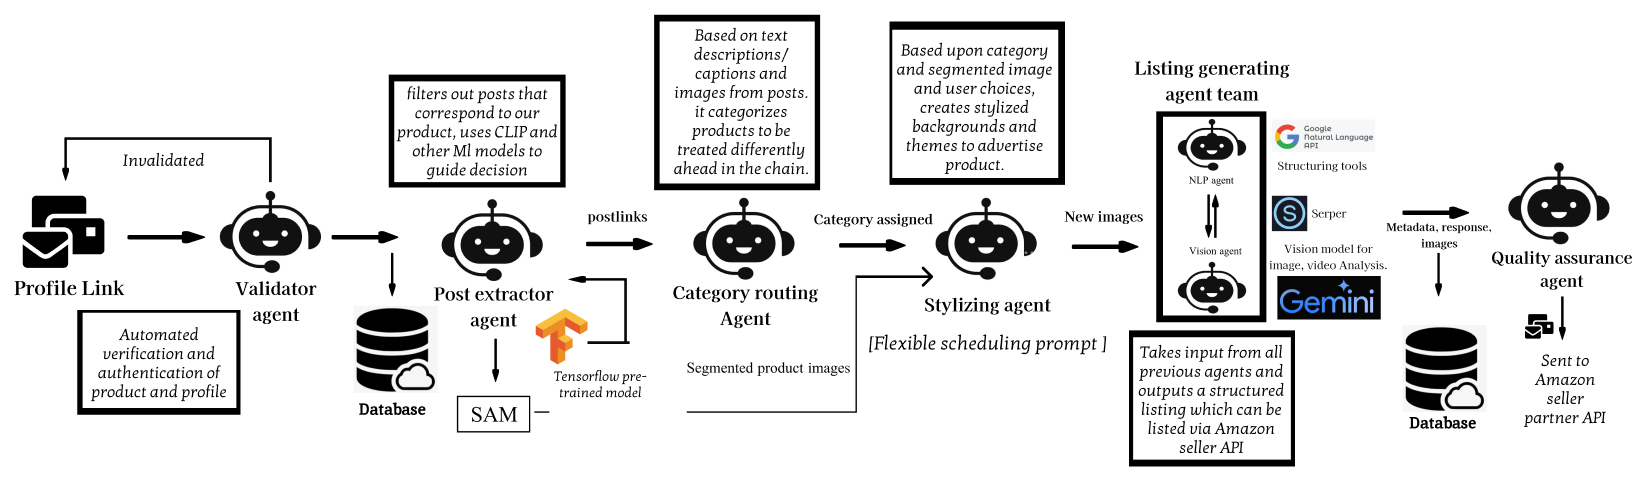 Invalidated
Profile Link
Validator
agent
Automated
verification and
authentication of
product and profile
filters out posts that
correspond to our
product, uses CLIP and
other Ml models to
guide decision
Database
Post extractor
agent
SAM
Tensorflow pre-
trained model
postlinks
Based on text
descriptions/
captions and
images from posts.
it categorizes
products to be
treated differently
ahead in the chain.
Category routing
Agent
Segmented product images
Category assigned
Based upon category
and segmented image
and user choices,
creates stylized
backgrounds and
themes to advertise
product.
Stylizing agent
[Flexible scheduling prompt ]
New images
Listing generating
agent team
NLP agent
Vision agent
Google
Natural Language
API
Structuring tools
S
Serper
Vision model for
image, video Analysis.
Gemini
Takes input from all
previous agents and
outputs a structured
listing which can be
listed via Amazon
seller API
Metadata, response,
images
Database
Quality assurance
agent
Sent to
Amazon
seller
partner API